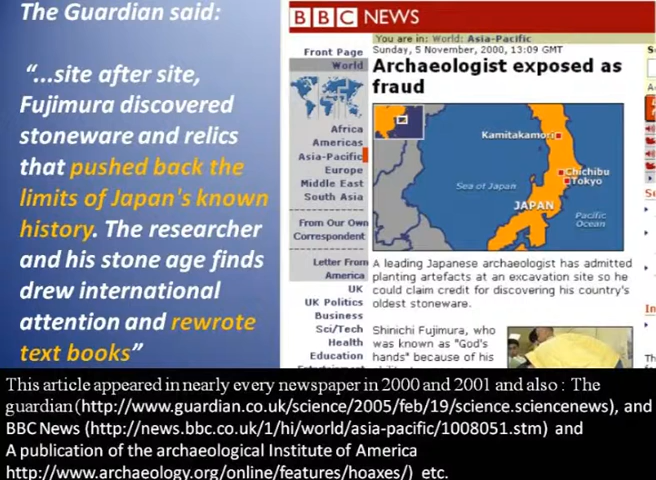 The Guardian said:
"...site after site,
Fujimura discovered
stoneware and relics
that pushed back the
limits of Japan's known
history. The researcher
and his stone age finds
drew international
attention and rewrote
text books"
BBC NEWS
You are in: World: Asia-Pacific
Front Page
World
Africa
Americas
Asia-Pacific
Europe
Middle East
South Asia
From Our Own
Correspondent
Letter From
America
UK
UK Politics
Business
Sci/Tech
Health
Education
Sunday, 5 November, 2000, 13:09 GMT
Archaeologist exposed as
fraud
Kamitakamori
Chichibu
Tokyo
Sea of Japan
JAPAN
Pacific
Ocean
A leading Japanese archaeologist has admitted
planting artefacts at an excavation site so he
could claim credit for discovering his country's
oldest stoneware.
Shinichi Fujimura, who
was known as "God's
hands" because of his
This article appeared in nearly every newspaper in 2000 and 2001 and also : The
guardian (http://www.guardian.co.uk/science/2005/feb/19/science.sciencenews), and
BBC News (http://news.bbc.co.uk/1/hi/world/asia-pacific/1008051.stm) and
A publication of the archaeological Institute of America
http://www.archaeology.org/online/features/hoaxes/) etc.